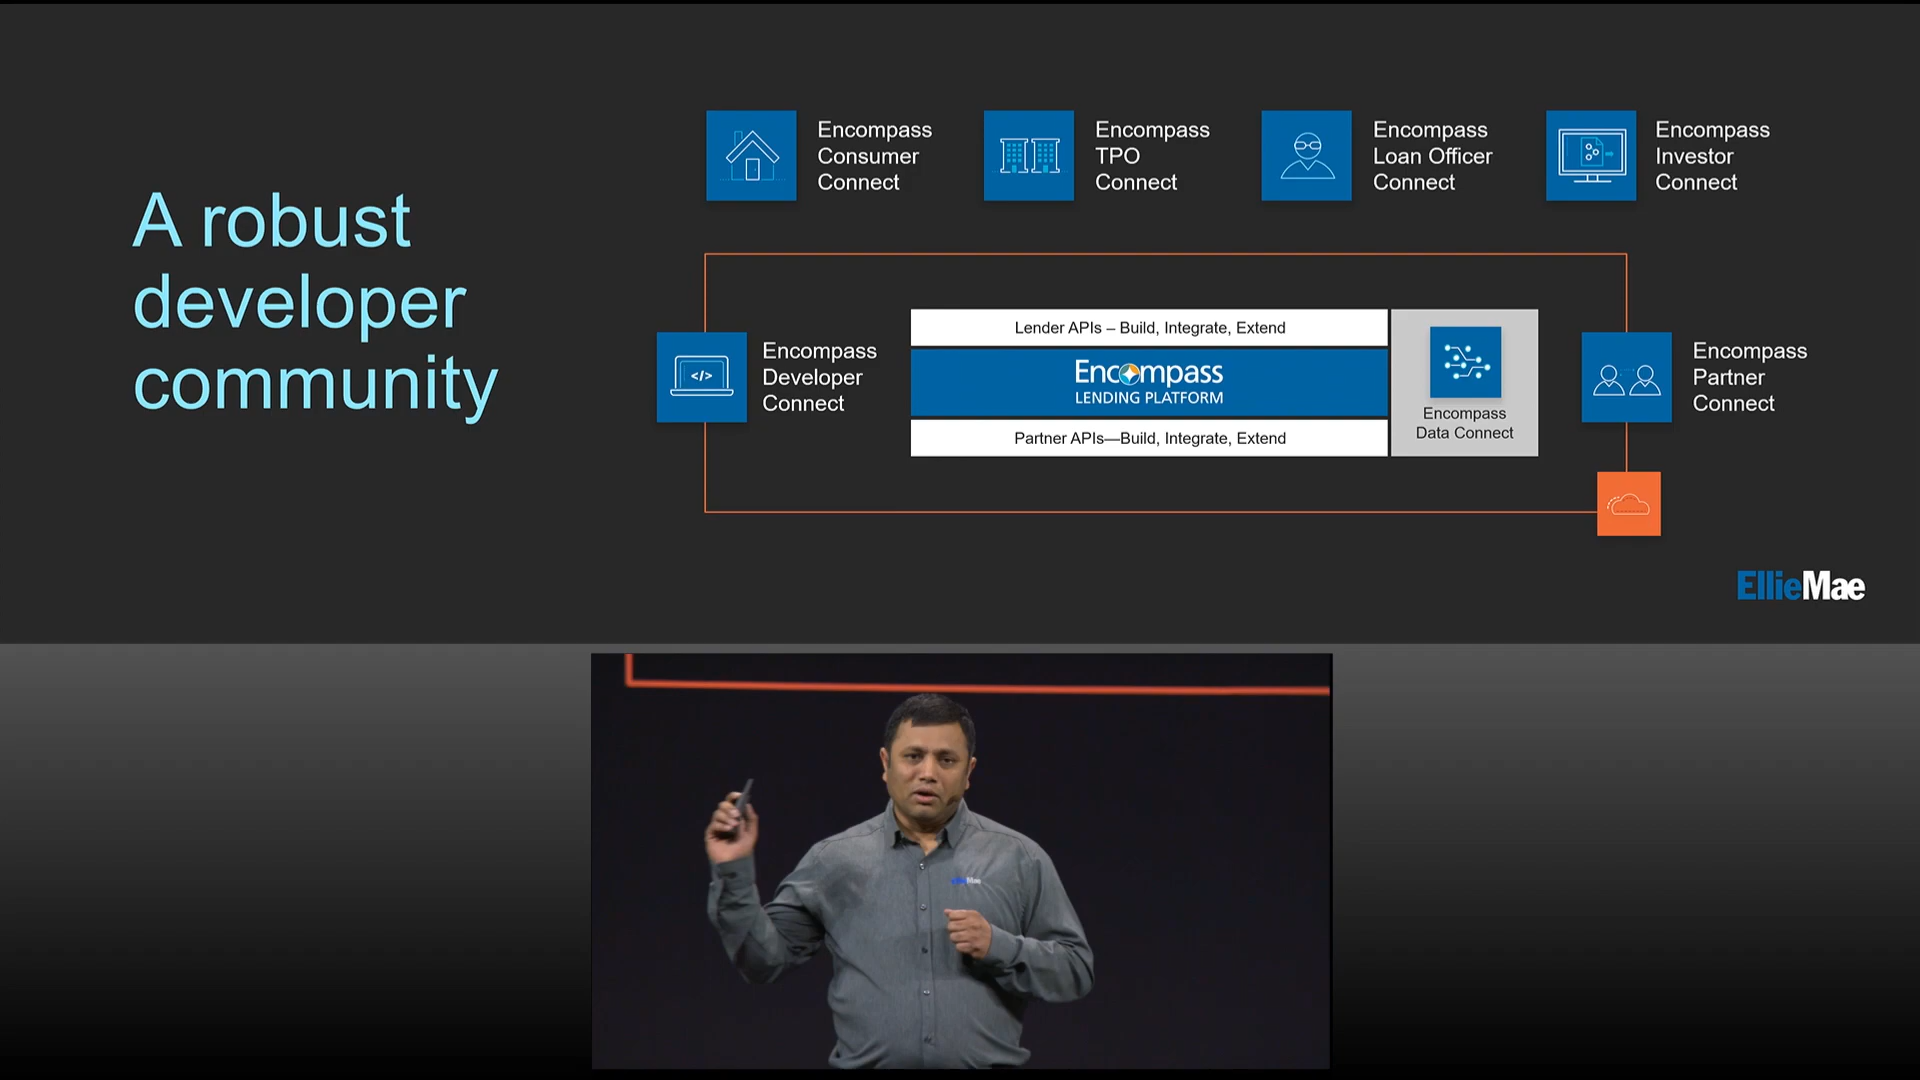 A robust
developer
community
Encompass
Consumer
Connect
Encompass
TPO
Connect
Encompass
Loan Officer
Connect
Encompass
Investor
Connect
Encompass
Developer
Connect
</>
Lender APIs – Build, Integrate, Extend
Encompass
LENDING PLATFORM
Partner APIs—Build, Integrate, Extend
Encompass
Data Connect
Encompass
Partner
Connect
EllieMae
EllieMae